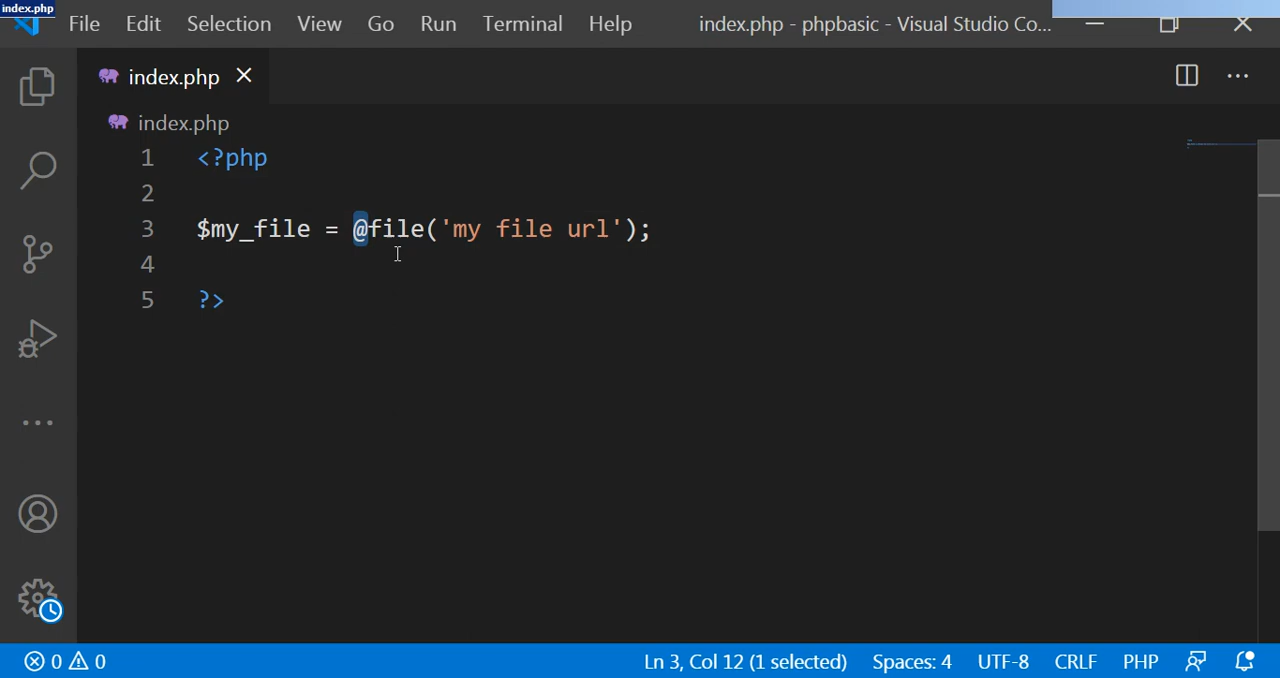 index.php
File Edit Selection View Go Run Terminal Help index.php - phpbasic - Visual Studio Co...
index.php
index.php
1 <?php
2
3 $my_file = @file('my file url');
4
5 ?>
0 0 Ln 3, Col 12 (1 selected) Spaces: 4 UTF-8 CRLF PHP